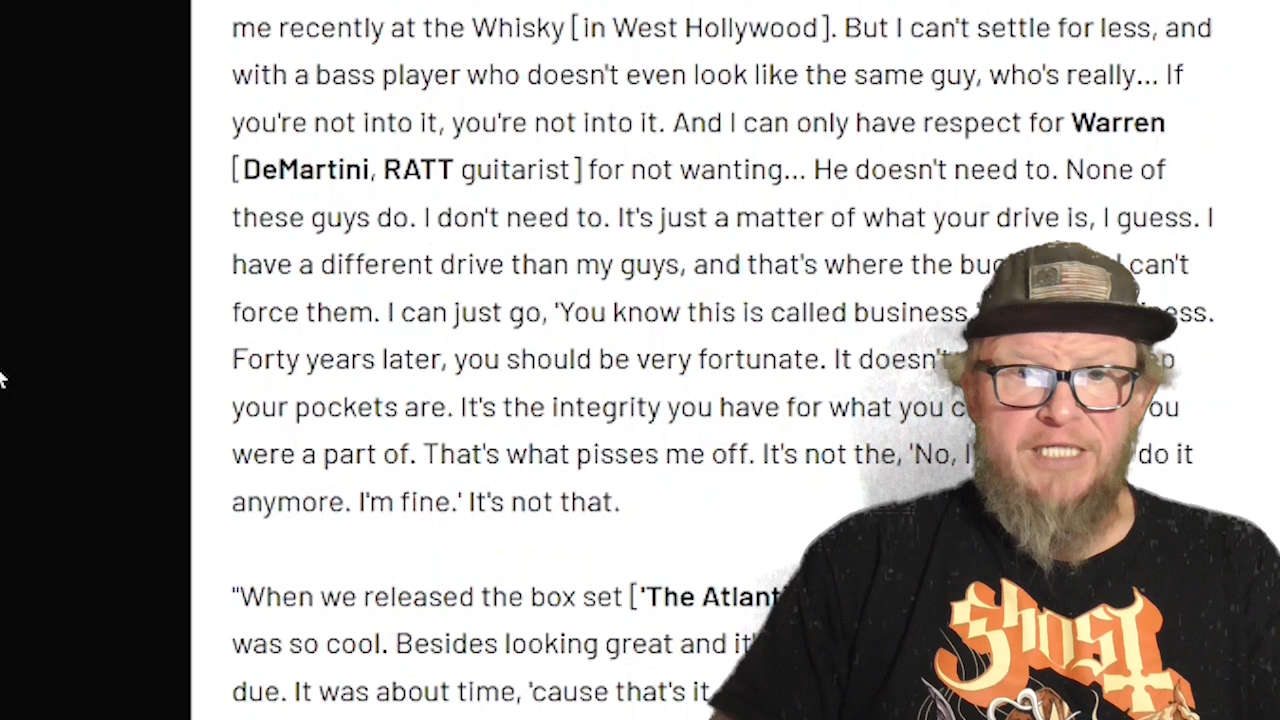 me recently at the Whisky [in West Hollywood]. But I can't settle for less, and
with a bass player who doesn't even look like the same guy, who's really... If
you're not into it, you're not into it. And I can only have respect for Warren
[DeMartini, RATT guitarist] for not wanting... He doesn't need to. None of
these guys do. I don't need to. It's just a matter of what your drive is, I guess. I
have a different drive than my guys, and that's where the I can't
force them. I can just go, 'You know this is called business.
Forty years later, you should be very fortunate. It doesn't
your pockets are. It's the integrity you have for what you
were a part of. That's what pisses me off. It's not the, 'No, do it
anymore. I'm fine.' It's not that.
"When we released the box set ['The
was so cool. Besides looking great and
due. It was about time, 'cause that's it
Ghost